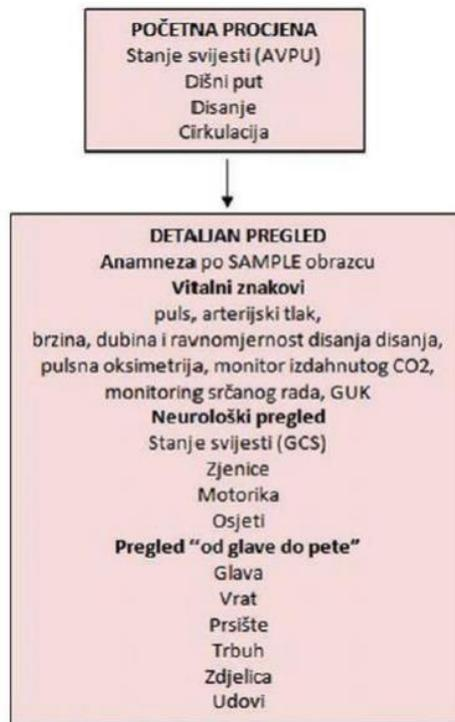 POČETNA PROCJENA
Stanje svijesti (AVPU)
Dišni put
Disanje
Cirkulacija
DETALJAN PREGLED
Anamneza po SAMPLE obrazcu
Vitalni znakovi
puls, arterijski tlak,
brzina, dubina i ravnomjernost disanja disanja,
pulsna oksimetrija, monitor izdahnutog CO2,
monitoring srčanog rada, GUK
Neurološki pregled
Stanje svijesti (GCS)
Zjenice
Motorika
Osjeti
Pregled “od glave do pete”
Glava
Vrat
Prsište
Trbuh
Zdjelica
Udovi